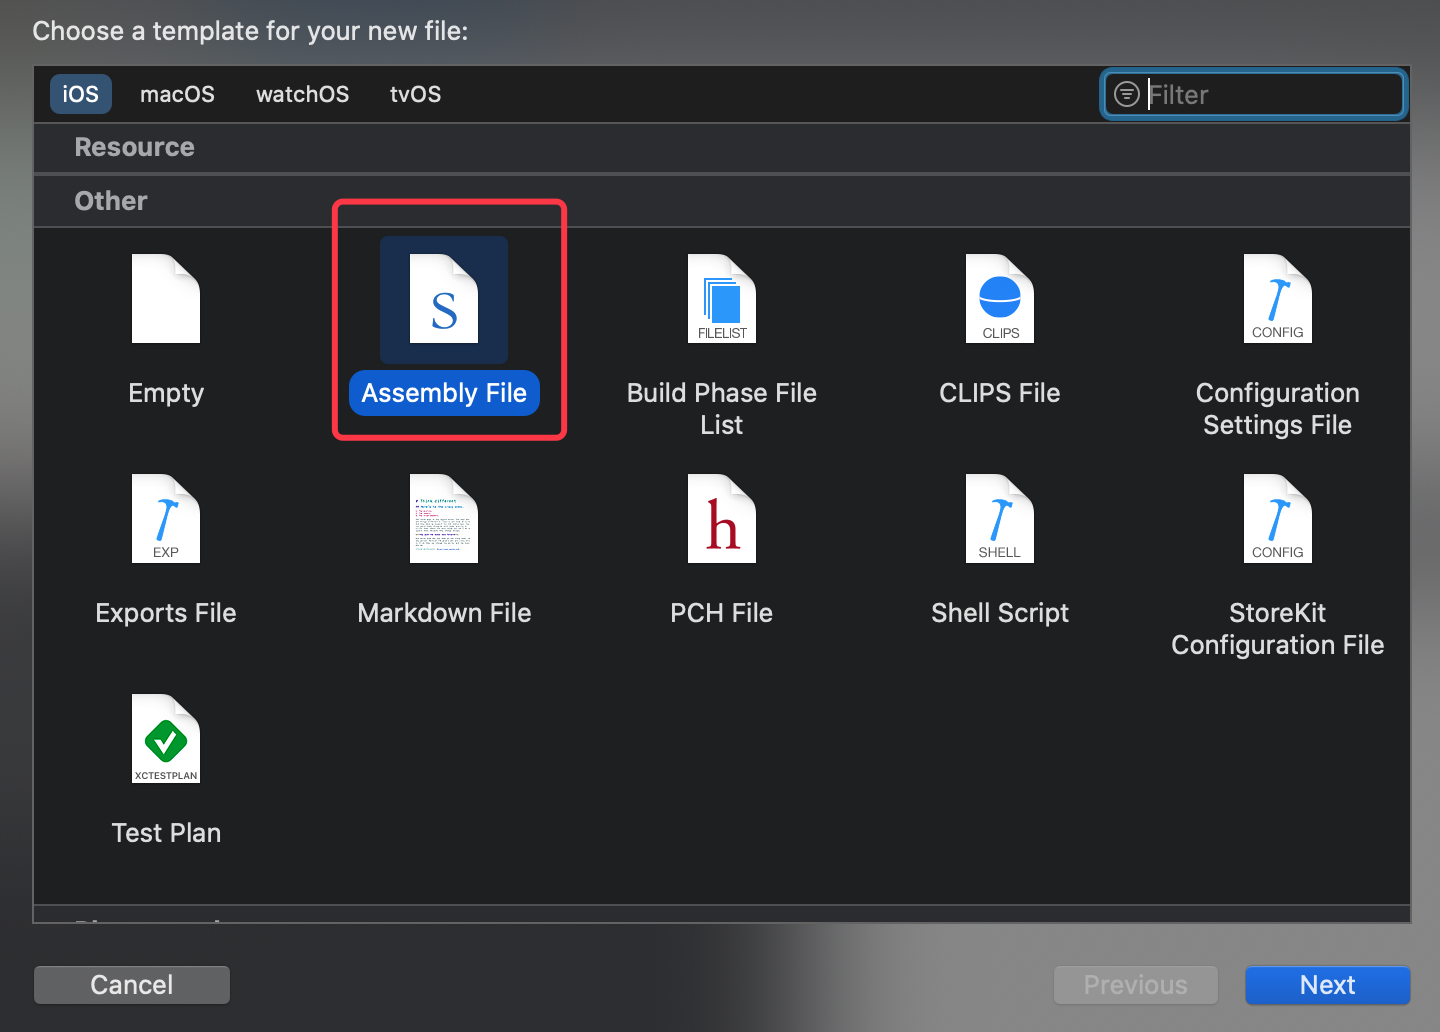 Choose a template for your new file:
iOS macOS watchOS tvOS Filter
Resource
Other
S
FILELIST
CLIPS
CONFIG
Empty
Assembly File
Build Phase File
List
CLIPS File
Configuration
Settings File
EXP
h
SHELL
CONFIG
Exports File
Markdown File
PCH File
Shell Script
StoreKit
Configuration File
XCTESTPLAN
Test Plan
Cancel
Previous
Next